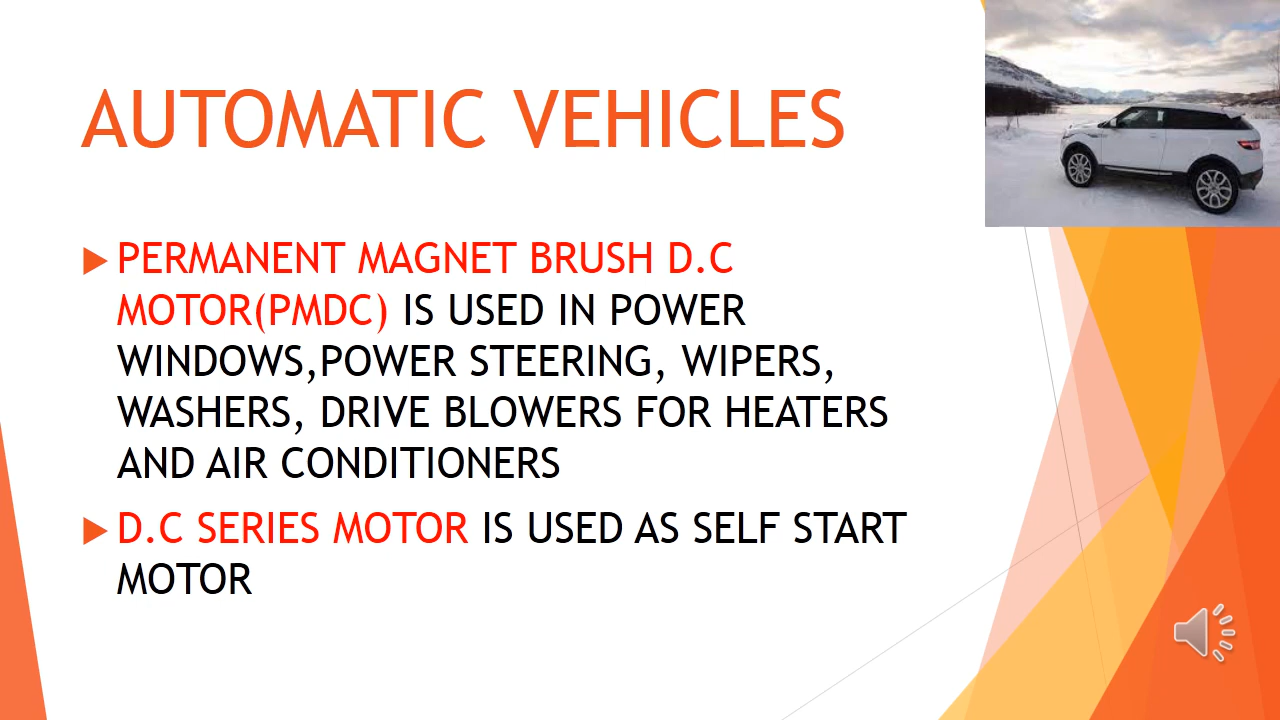 AUTOMATIC VEHICLES
PERMANENT MAGNET BRUSH D.C
MOTOR(PMDC) IS USED IN POWER
WINDOWS,POWER STEERING, WIPERS,
WASHERS, DRIVE BLOWERS FOR HEATERS
AND AIR CONDITIONERS
D.C SERIES MOTOR IS USED AS SELF START
MOTOR